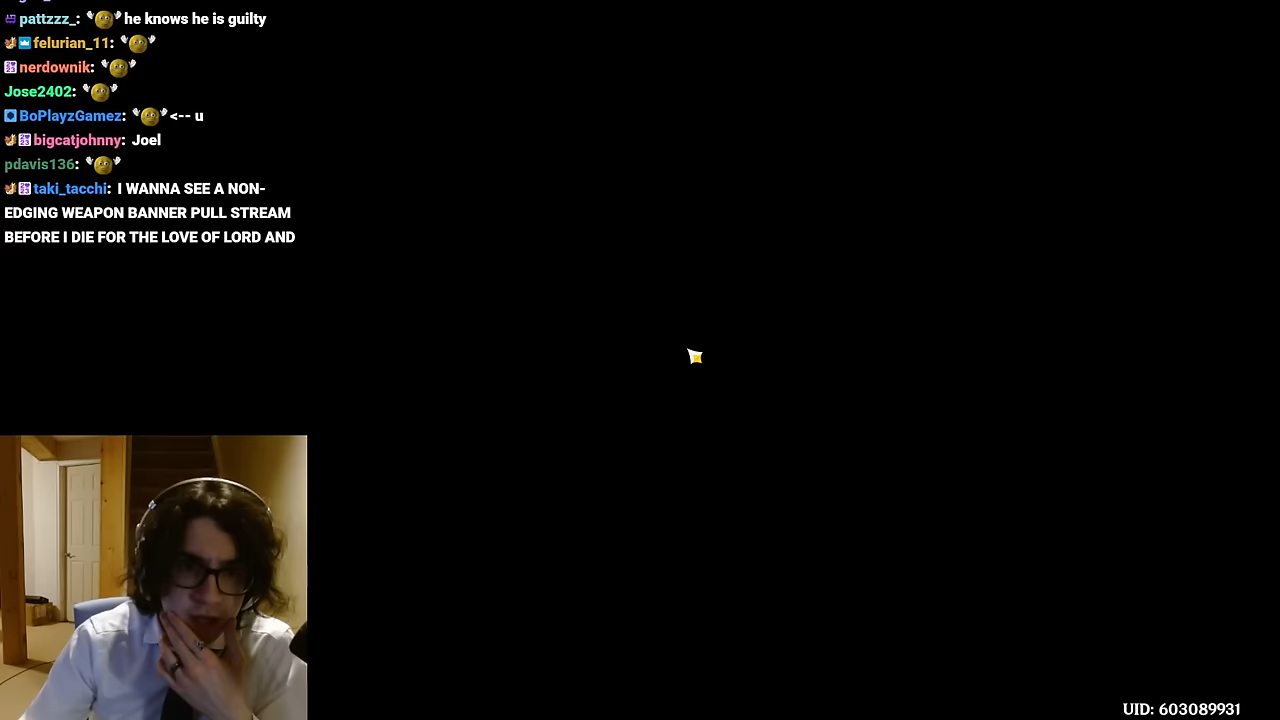 pattzzz_: he knows he is guilty
felurian_11:
nerdownik:
Jose2402:
BoPlayzGamez: <-- u
bigcatjohnny: Joel
pdavis136:
taki_tacchi: I WANNA SEE A NON-
EDGING WEAPON BANNER PULL STREAM
BEFORE I DIE FOR THE LOVE OF LORD AND
UID: 603089931